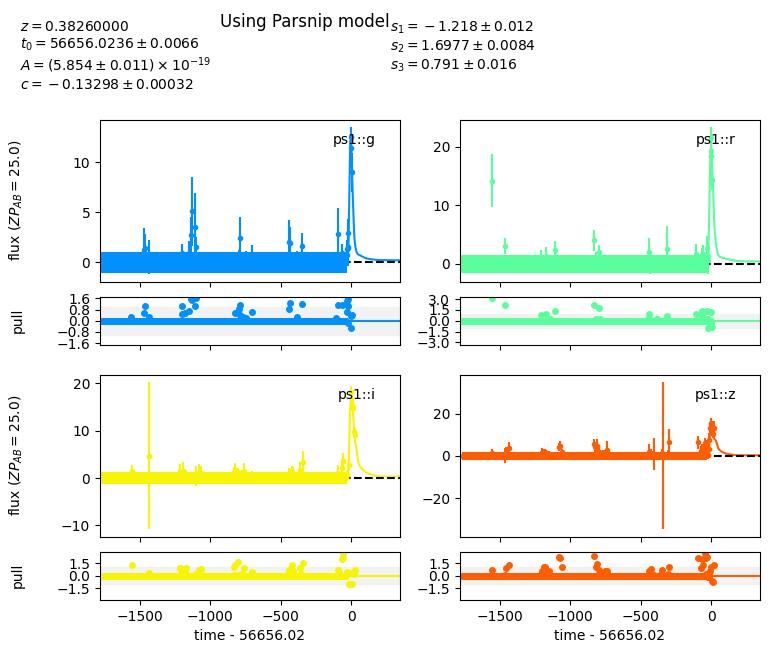 Using Parsnip model
z = 0.38260000
t₀ = 56656.0236 ± 0.0066
A = (5.854 ± 0.011) × 10⁻¹⁹
c = −0.13298 ± 0.00032
s₁ = −1.218 ± 0.012
s₂ = 1.6977 ± 0.0084
s₃ = 0.791 ± 0.016
ps1::g
flux (ZP_AB = 25.0)
10
5
0
ps1::r
20
10
0
pull
1.6
0.8
0.0
−0.8
−1.6
3.0
1.5
0.0
−1.5
−3.0
ps1::i
flux (ZP_AB = 25.0)
20
10
0
−10
ps1::z
20
0
−20
pull
1.5
0.0
−1.5
−1500 −1000 −500 0
time - 56656.02
1.5
0.0
−1.5
−1500 −1000 −500 0
time - 56656.02